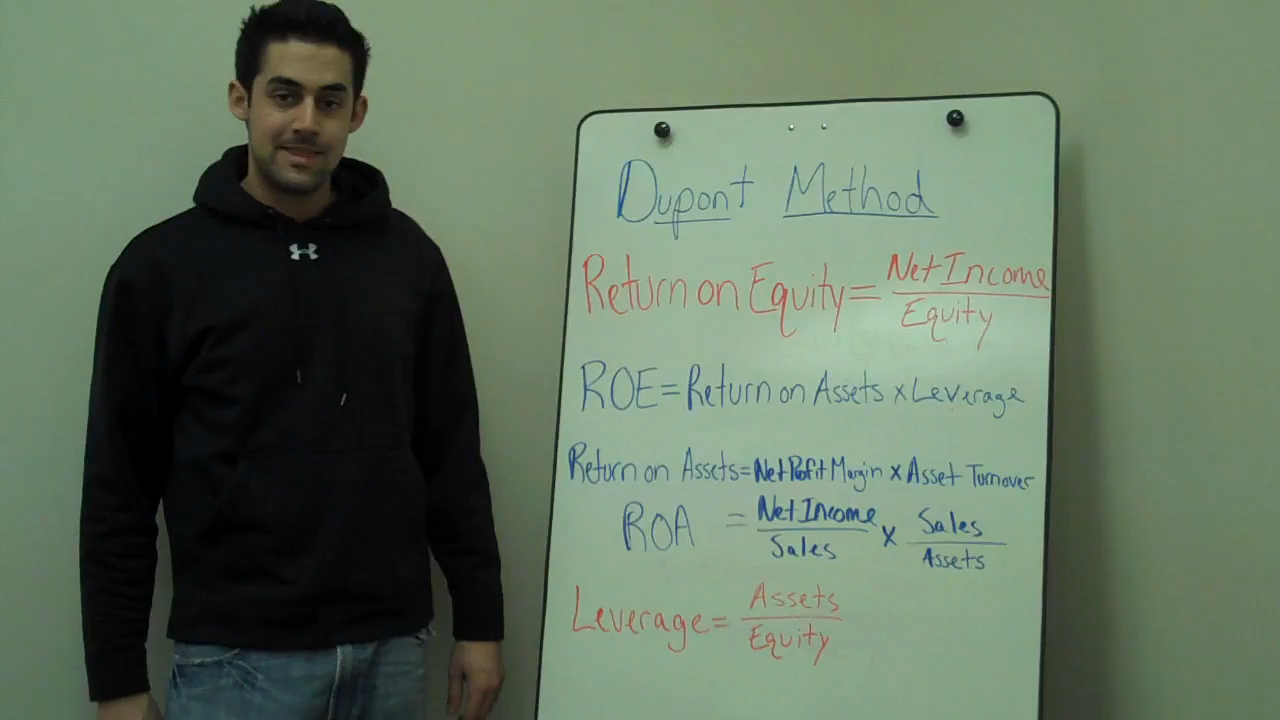 Dupont Method
Return on Equity = Net Income / Equity
ROE = Return on Assets x Leverage
Return on Assets = Net Profit Margin x Asset Turnover
ROA = Net Income / Sales x Sales / Assets
Leverage = Assets / Equity